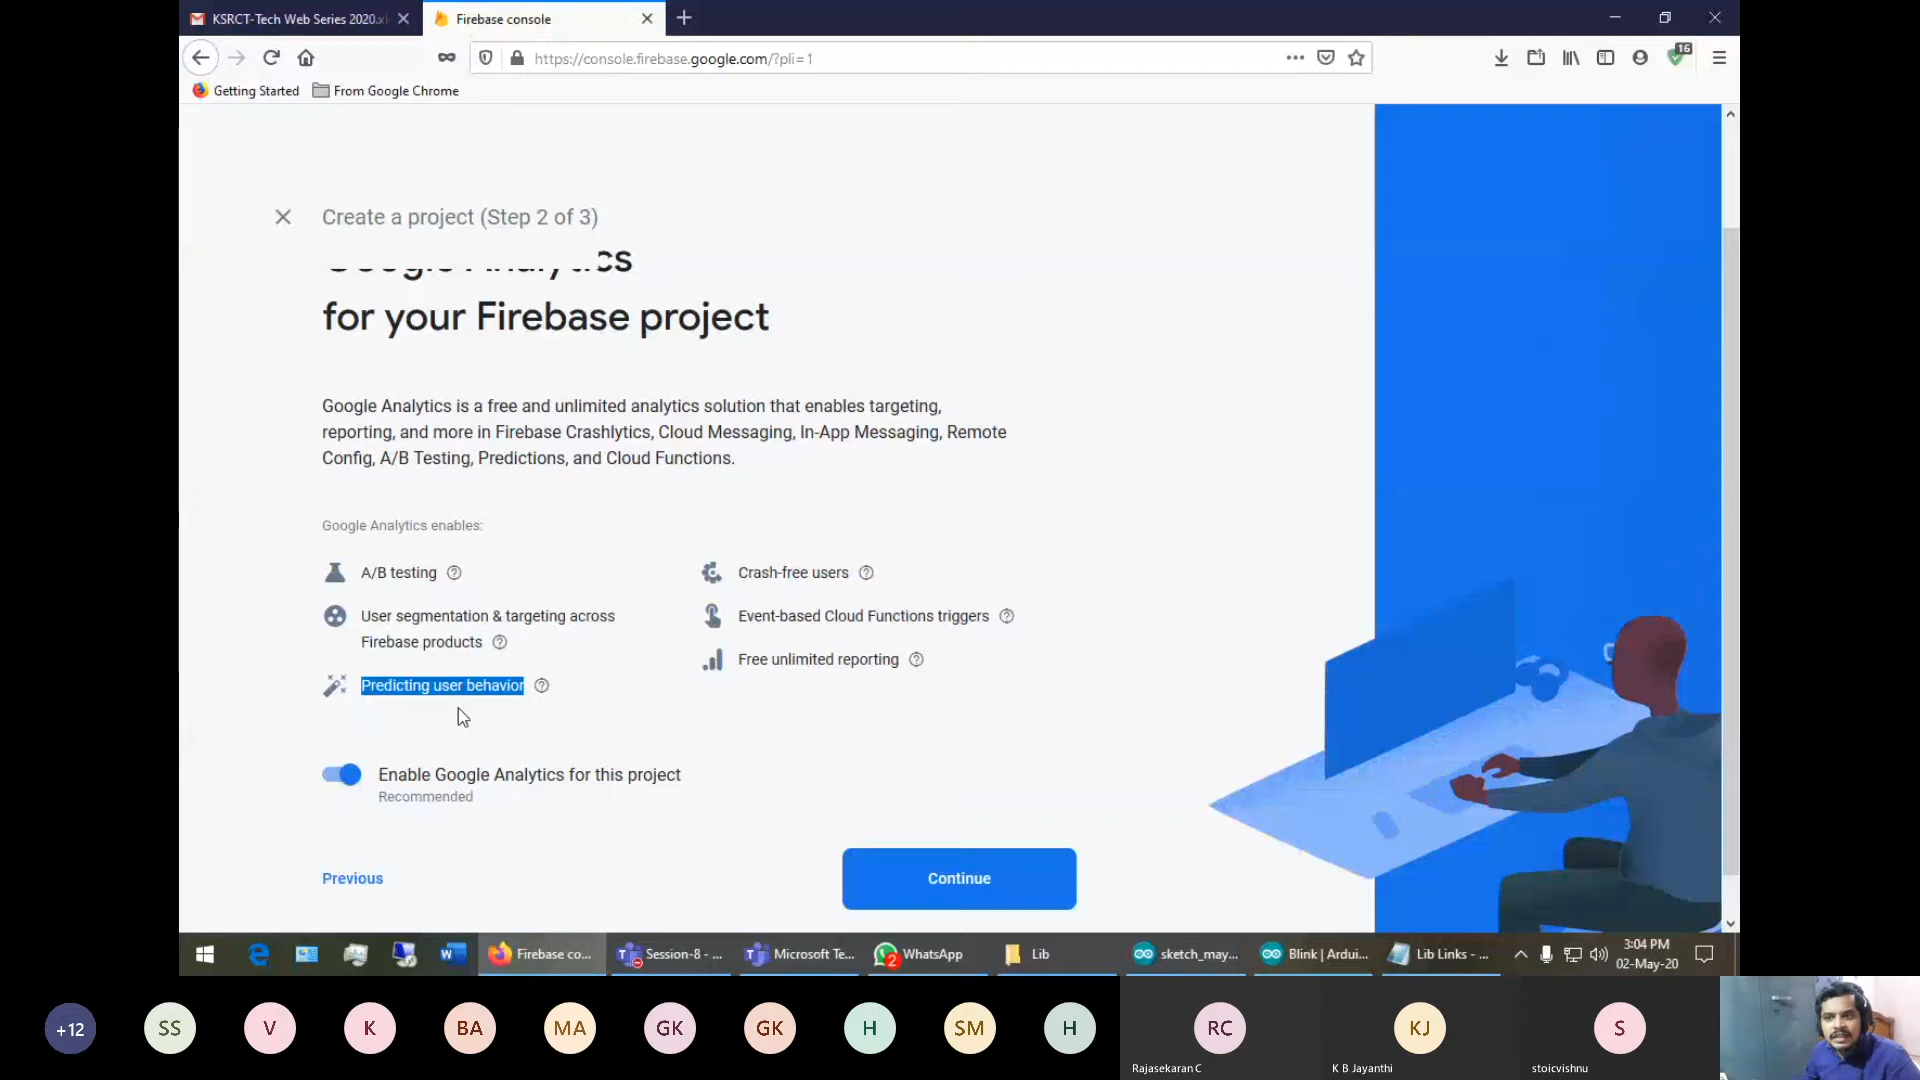 KSRCT-Tech Web Series 2020.x
Firebase console
https://console.firebase.google.com/?pli=1
16
Getting Started
From Google Chrome
Create a project (Step 2 of 3)
Google Analytics
for your Firebase project
Google Analytics is a free and unlimited analytics solution that enables targeting,
reporting, and more in Firebase Crashlytics, Cloud Messaging, In-App Messaging, Remote
Config, A/B Testing, Predictions, and Cloud Functions.
Google Analytics enables:
A/B testing
Crash-free users
User segmentation & targeting across
Firebase products
Event-based Cloud Functions triggers
Free unlimited reporting
Predicting user behavior
Enable Google Analytics for this project
Recommended
Previous
Continue
Firebase co...
Session-8 - ...
Microsoft Te...
2
WhatsApp
Lib
sketch_may...
Blink | Ardui...
Lib Links - ...
3:04 PM
02-May-20
+12
SS
V
K
BA
MA
GK
GK
H
SM
H
RC
KJ
S
Rajasekaran C
K B Jayanthi
stoicvishnu